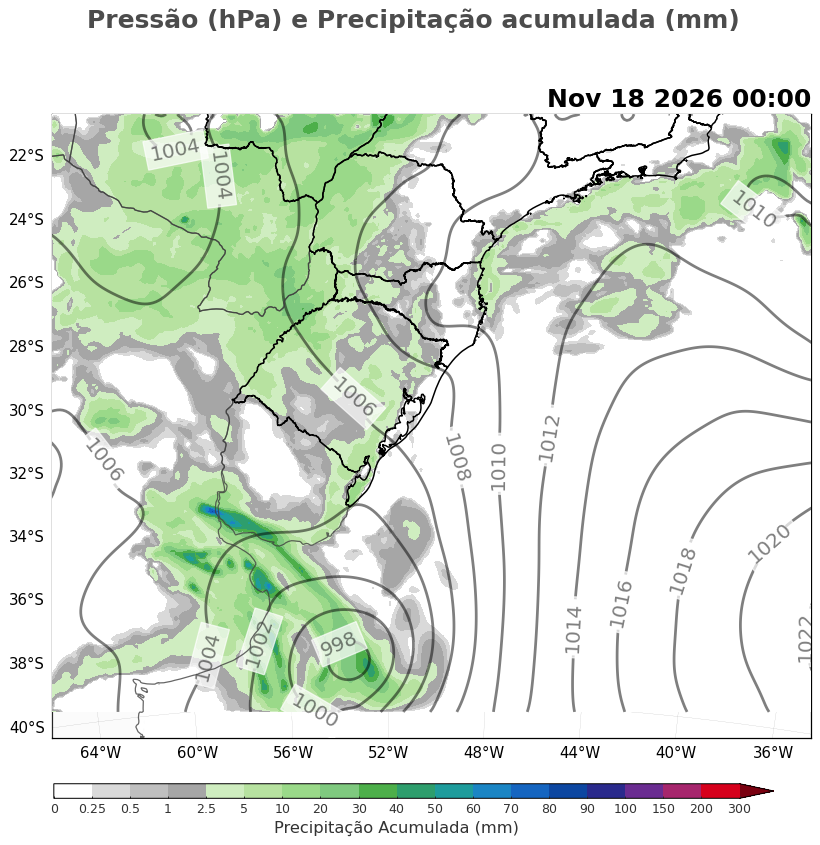 Pressão (hPa) e Precipitação acumulada (mm)
Nov 18 2026 00:00
22°S
24°S
26°S
28°S
30°S
32°S
34°S
36°S
38°S
40°S
1004
1004
1010
1006
1006
1008
1010
1012
1014
1016
1018
1020
1022
1004
1002
998
1000
64°W 60°W 56°W 52°W 48°W 44°W 40°W 36°W
0 0.25 0.5 1 2.5 5 10 20 30 40 50 60 70 80 90 100 150 200 300
Precipitação Acumulada (mm)